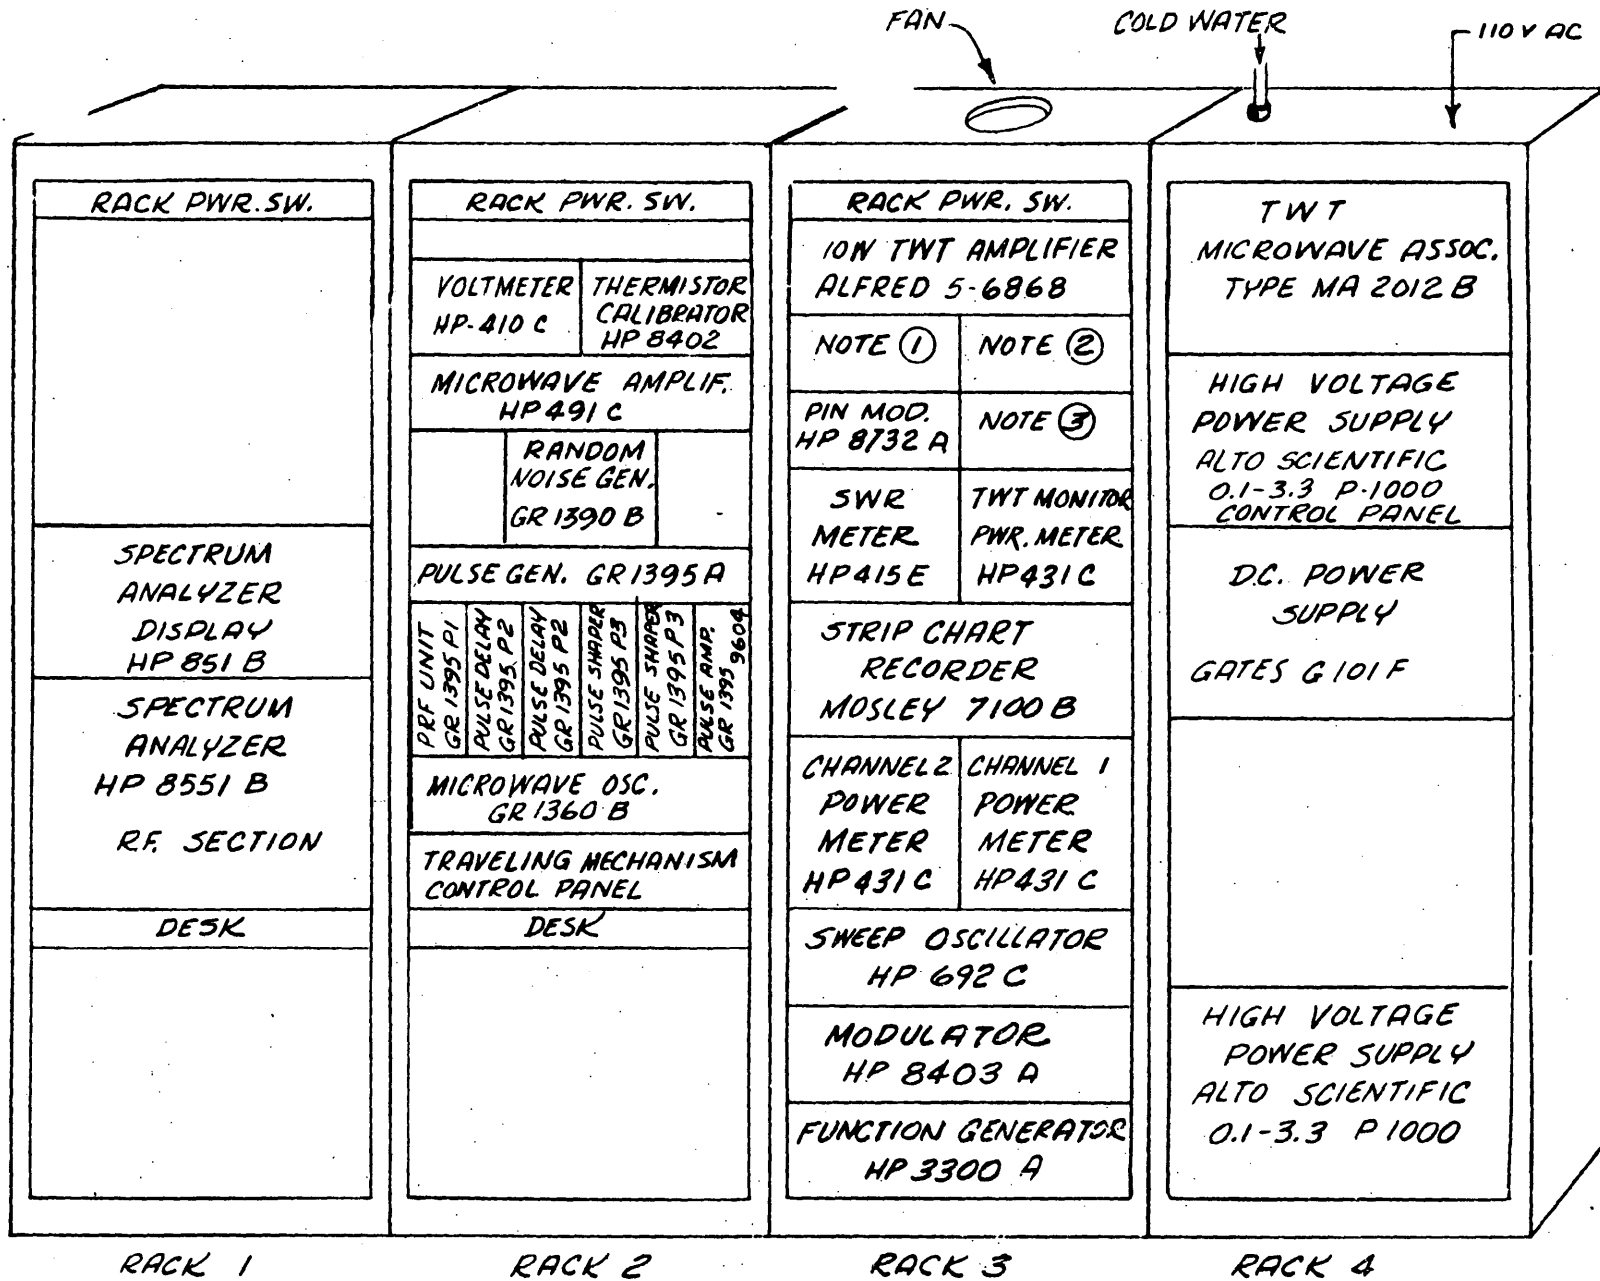 FAN
COLD WATER
110 V AC
RACK PWR. SW.
SPECTRUM
ANALYZER
DISPLAY
HP 851 B
SPECTRUM
ANALYZER
HP 8551 B
R.F. SECTION
DESK
RACK 1
RACK PWR. SW.
VOLTMETER
HP-410 C
THERMISTOR
CALIBRATOR
HP 8402
MICROWAVE AMPLIF.
HP 491 C
RANDOM
NOISE GEN.
GR 1390 B
PULSE GEN. GR 1395 A
PRF UNIT
GR 1395 P1
PULSE DELAY
GR 1395 P2
PULSE DELAY
GR 1395 P2
PULSE SHAPER
GR 1395 P3
PULSE SHAPER
GR 1395 P3
PULSE AMP.
GR 1395 9604
MICROWAVE OSC.
GR 1360 B
TRAVELING MECHANISM
CONTROL PANEL
DESK
RACK 2
RACK PWR. SW.
10W TWT AMPLIFIER
ALFRED 5-6868
NOTE 1
NOTE 2
PIN MOD.
HP 8732 A
NOTE 3
SWR
METER
HP 415 E
TWT MONITOR
PWR. METER
HP 431 C
STRIP CHART
RECORDER
MOSLEY 7100 B
CHANNEL 2
POWER
METER
HP 431 C
CHANNEL 1
POWER
METER
HP 431 C
SWEEP OSCILLATOR
HP 692 C
MODULATOR
HP 8403 A
FUNCTION GENERATOR
HP 3300 A
RACK 3
TWT
MICROWAVE ASSOC.
TYPE MA 2012 B
HIGH VOLTAGE
POWER SUPPLY
ALTO SCIENTIFIC
0.1-3.3 P-1000
CONTROL PANEL
D.C. POWER
SUPPLY
GATES G 101 F
HIGH VOLTAGE
POWER SUPPLY
ALTO SCIENTIFIC
0.1-3.3 P 1000
RACK 4